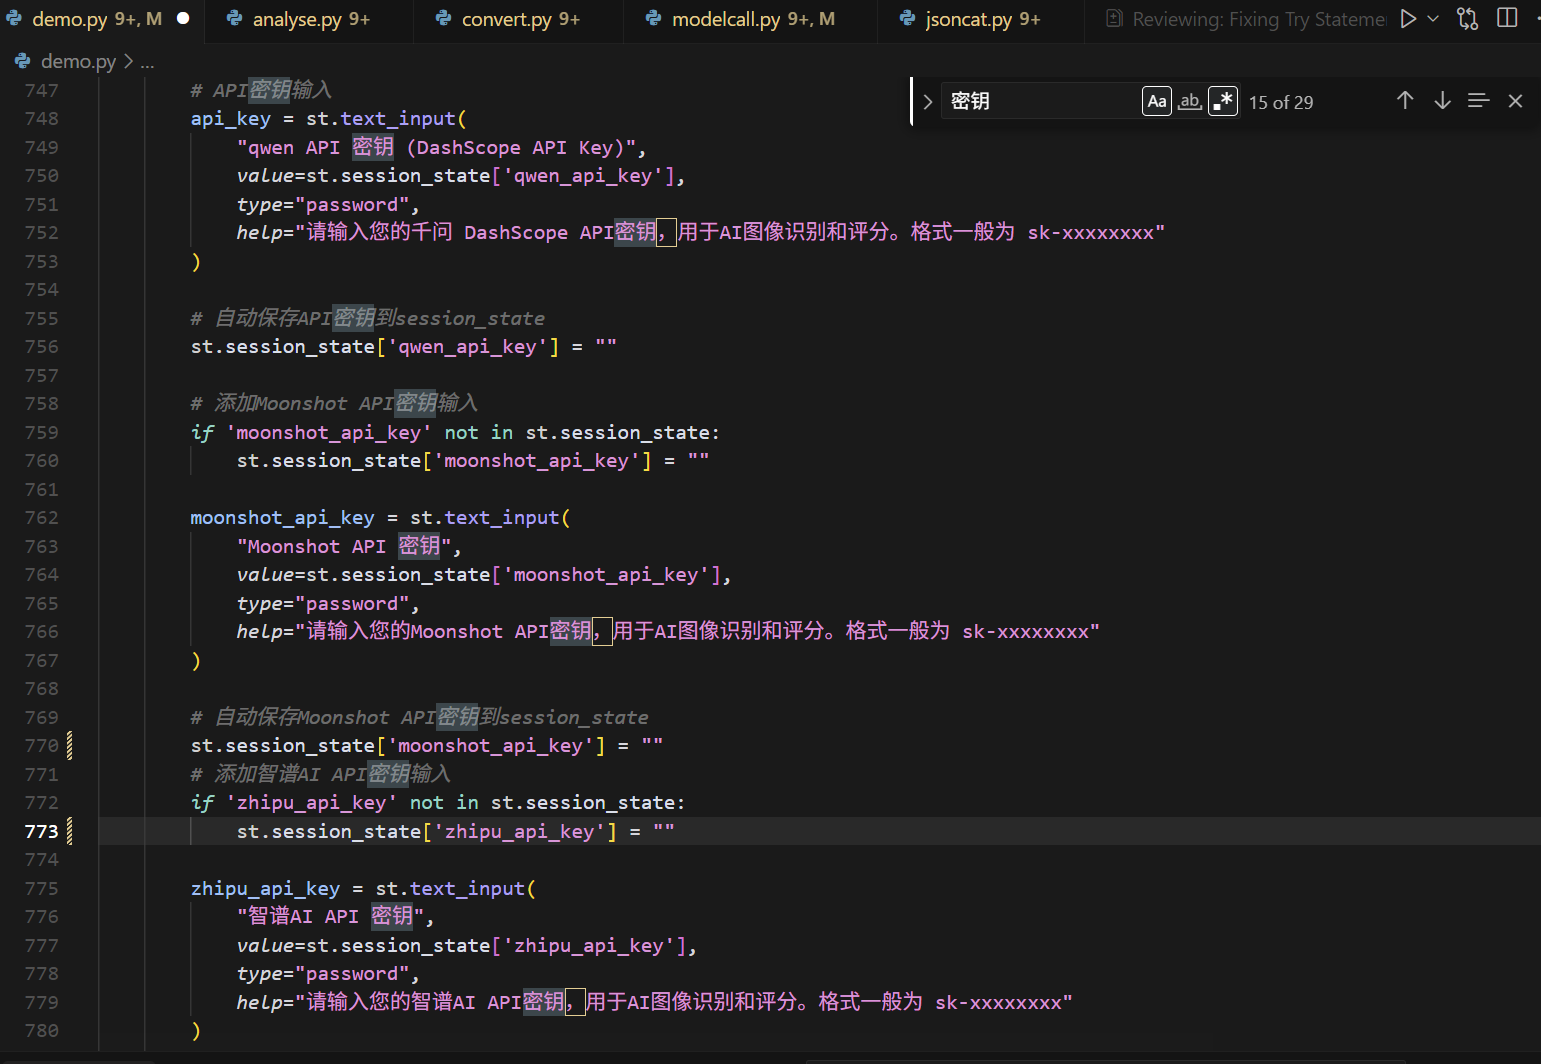 demo.py 9+, M ● analyse.py 9+ convert.py 9+ modelcall.py 9+, M jsoncat.py 9+ Reviewing: Fixing Try Stateme
demo.py > ...
密钥 Aa ab .* 15 of 29
747 # API密钥输入
748 api_key = st.text_input(
749 "qwen API 密钥 (DashScope API Key)",
750 value=st.session_state['qwen_api_key'],
751 type="password",
752 help="请输入您的千问 DashScope API密钥，用于AI图像识别和评分。格式一般为 sk-xxxxxxxx"
753 )
754
755 # 自动保存API密钥到session_state
756 st.session_state['qwen_api_key'] = ""
757
758 # 添加Moonshot API密钥输入
759 if 'moonshot_api_key' not in st.session_state:
760 st.session_state['moonshot_api_key'] = ""
761
762 moonshot_api_key = st.text_input(
763 "Moonshot API 密钥",
764 value=st.session_state['moonshot_api_key'],
765 type="password",
766 help="请输入您的Moonshot API密钥，用于AI图像识别和评分。格式一般为 sk-xxxxxxxx"
767 )
768
769 # 自动保存Moonshot API密钥到session_state
770 st.session_state['moonshot_api_key'] = ""
771 # 添加智谱AI API密钥输入
772 if 'zhipu_api_key' not in st.session_state:
773 st.session_state['zhipu_api_key'] = ""
774
775 zhipu_api_key = st.text_input(
776 "智谱AI API 密钥",
777 value=st.session_state['zhipu_api_key'],
778 type="password",
779 help="请输入您的智谱AI API密钥，用于AI图像识别和评分。格式一般为 sk-xxxxxxxx"
780 )